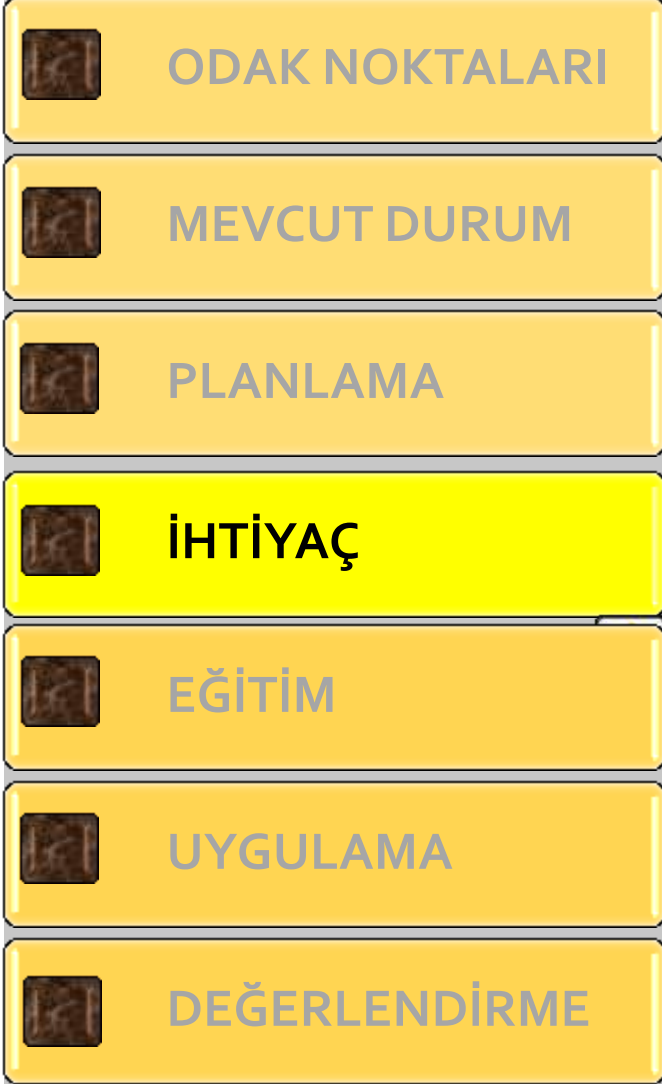 ODAK NOKTALARI
MEVCUT DURUM
PLANLAMA
İHTİYAÇ
EĞİTİM
UYGULAMA
DEĞERLENDİRME